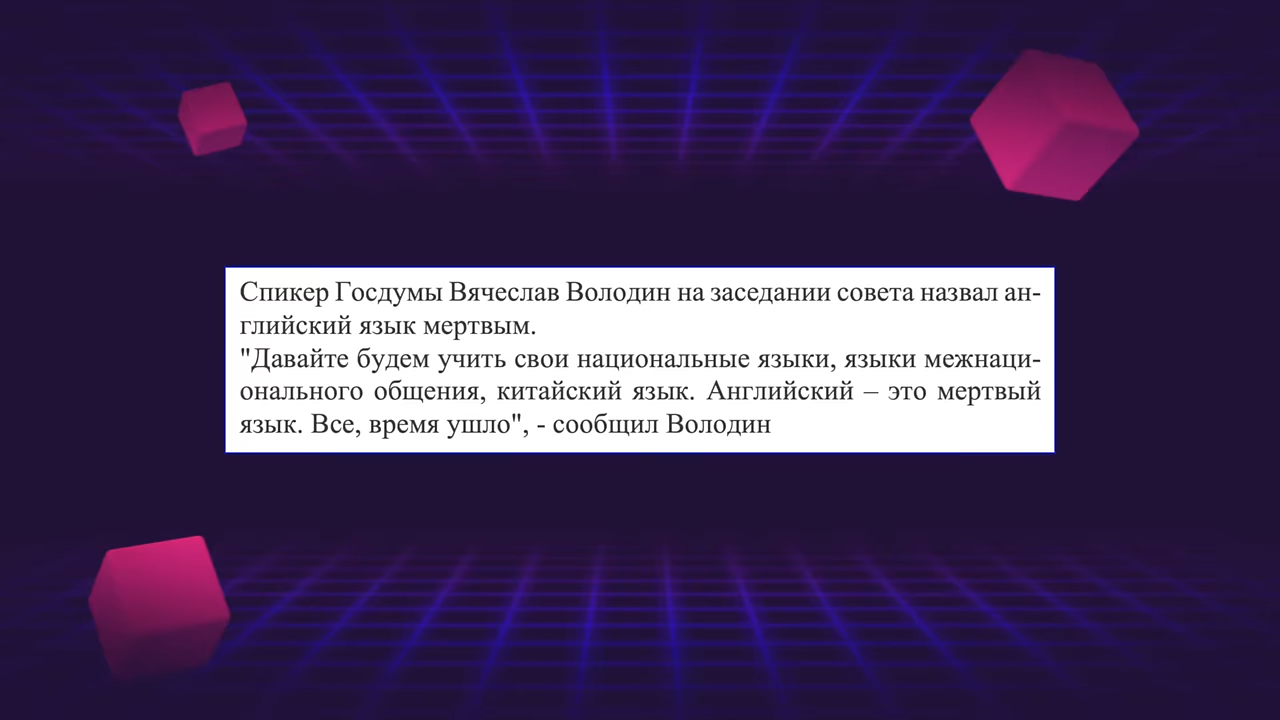 Спикер Госдумы Вячеслав Володин на заседании совета назвал ан-
глийский язык мертвым.
"Давайте будем учить свои национальные языки, языки межнаци-
онального общения, китайский язык. Английский – это мертвый
язык. Все, время ушло", - сообщил Володин